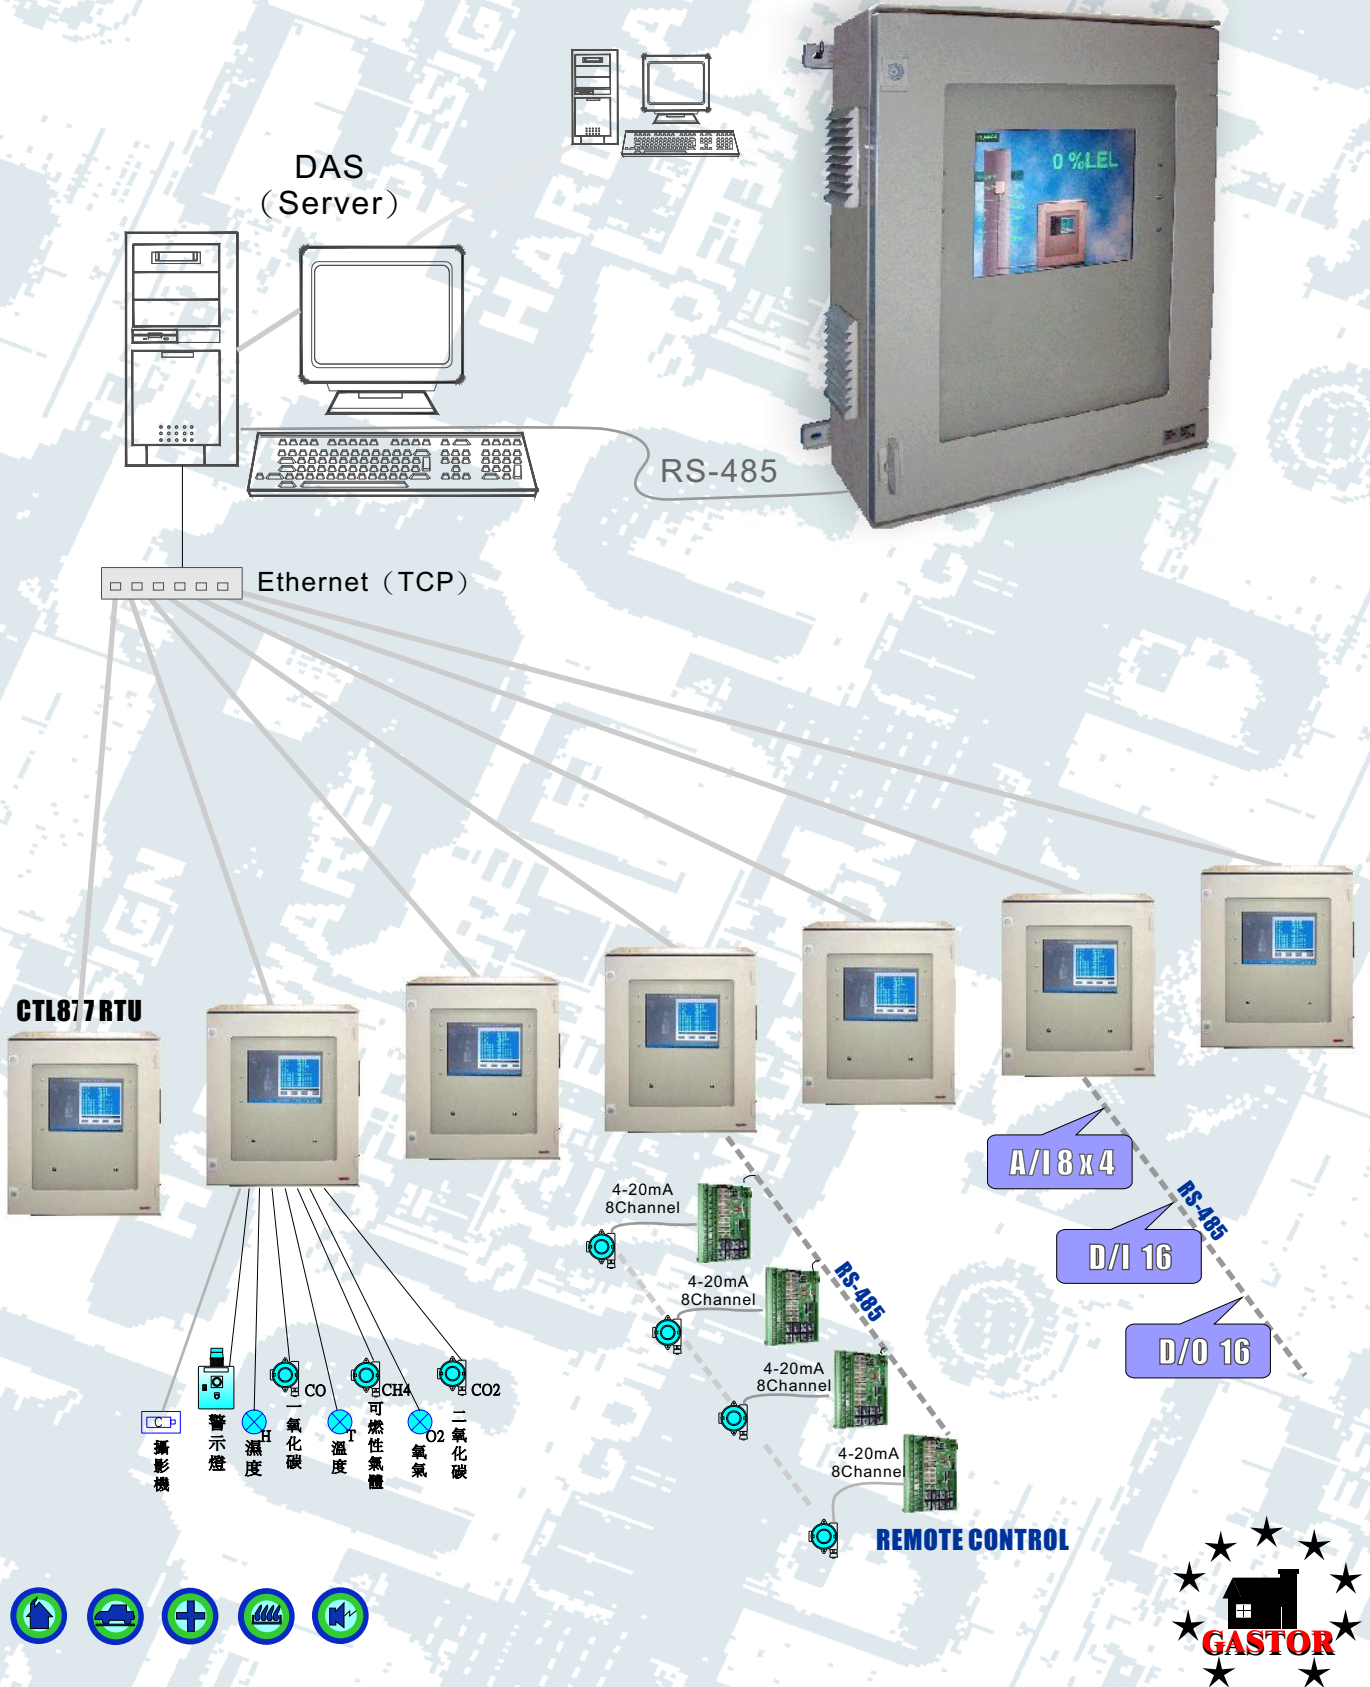 DAS
（Server）
0 %LEL
RS-485
Ethernet（TCP）
CTL877 RTU
A/I 8 x 4
D/I 16
D/O 16
RS-485
4-20mA
8Channel
4-20mA
8Channel
4-20mA
8Channel
4-20mA
8Channel
RS-485
REMOTE CONTROL
C
攝影機
警示燈
H
濕度
CO
一氧化碳
T
溫度
CH4
可燃性氣體
O2
氧氣
CO2
二氧化碳
GASTOR